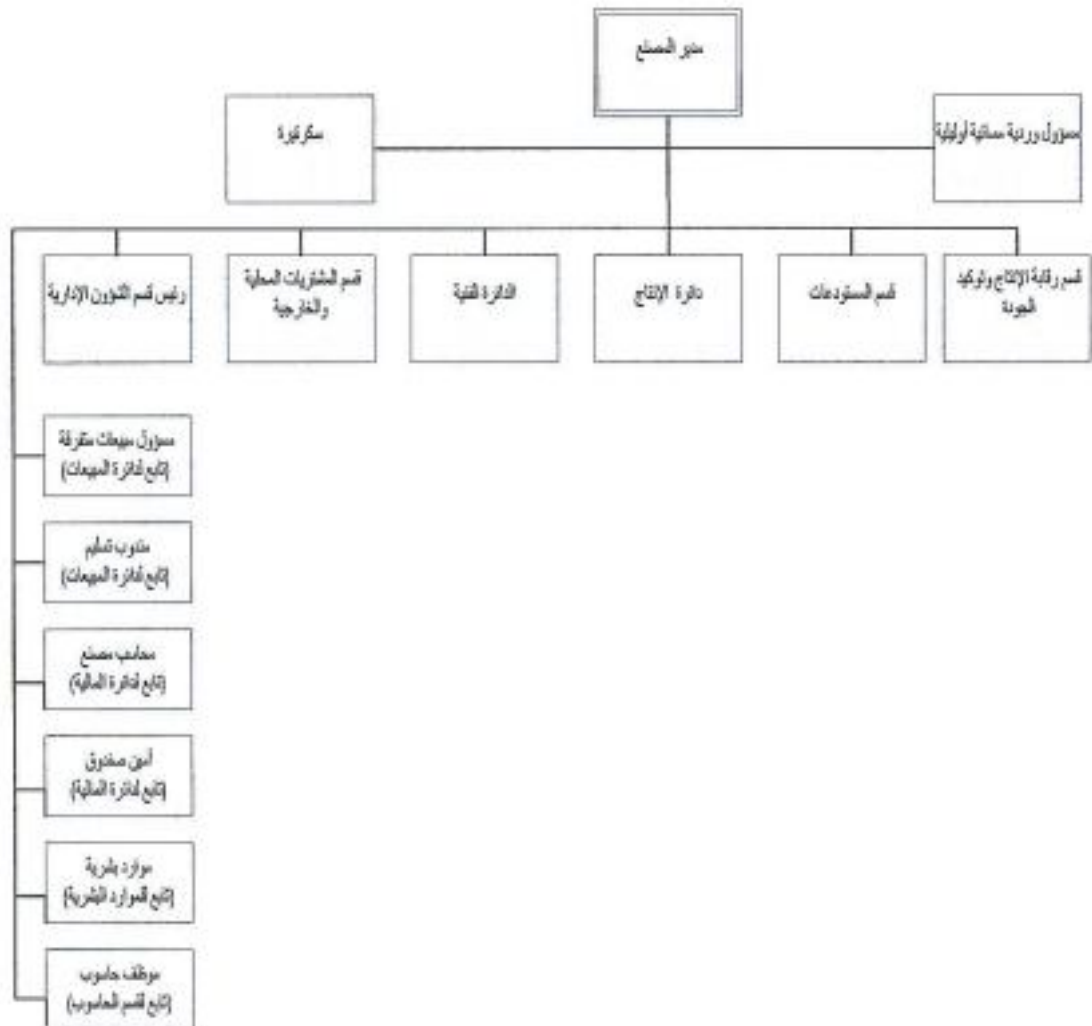 مدير المصنع
مسؤول وردية مسائية أوليلية
سكرتيرة
قسم رقابة الإنتاج وتوكيد
الجودة
قسم المستودعات
دائرة الإنتاج
الدائرة الفنية
قسم المشتريات المحلية
والخارجية
رئيس قسم الشؤون الإدارية
مسؤول مبيعات متفرقة
(تابع لدائرة المبيعات)
مندوب تسليم
(تابع لدائرة المبيعات)
محاسب مصنع
(تابع لدائرة المالية)
أمين صندوق
(تابع لدائرة المالية)
موارد بشرية
(تابع للموارد البشرية)
موظف حاسوب
(تابع لقسم الحاسوب)